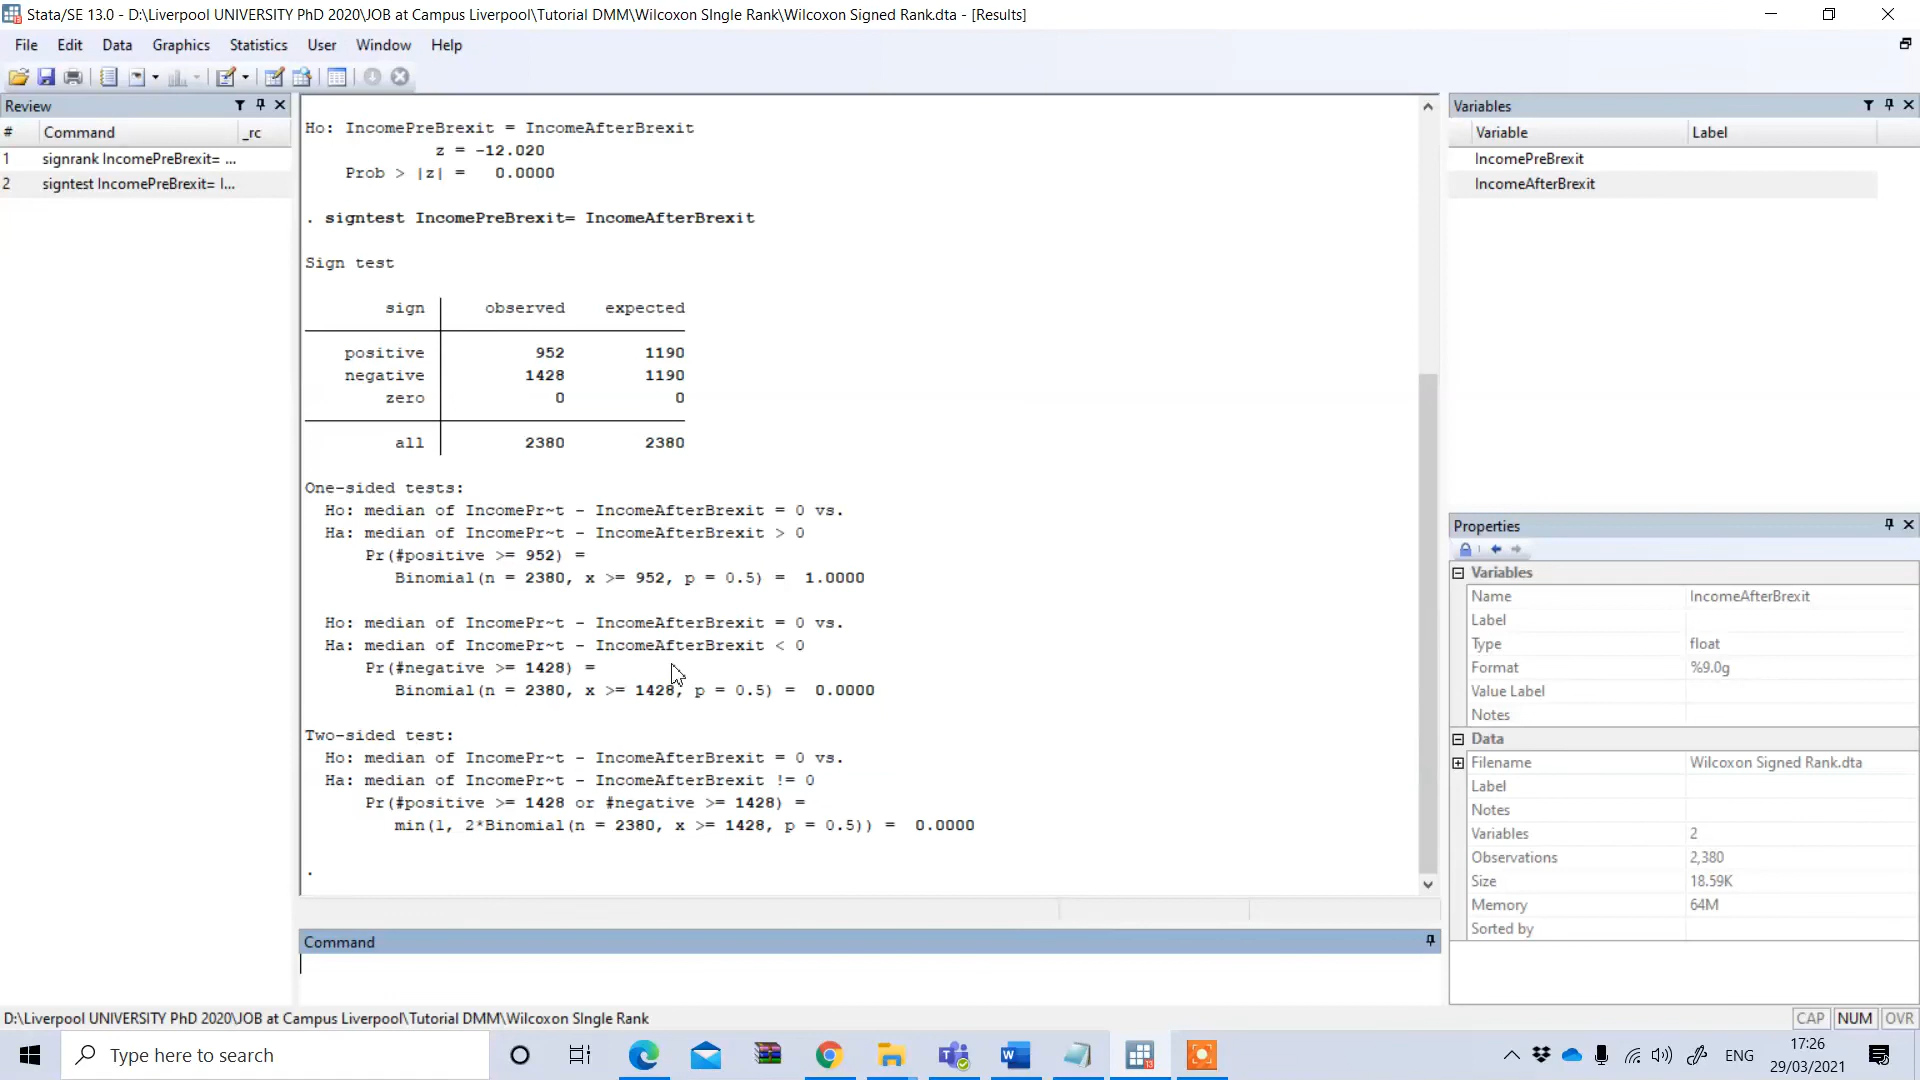 Stata/SE 13.0 - D:\Liverpool UNIVERSITY PhD 2020\JOB at Campus Liverpool\Tutorial DMM\Wilcoxon SIngle Rank\Wilcoxon Signed Rank.dta - [Results]
File Edit Data Graphics Statistics User Window Help
Review
# Command _rc
1 signrank IncomePreBrexit= ...
2 signtest IncomePreBrexit= I...
Ho: IncomePreBrexit = IncomeAfterBrexit
z = -12.020
Prob > |z| = 0.0000
. signtest IncomePreBrexit= IncomeAfterBrexit
Sign test
sign observed expected
positive 952 1190
negative 1428 1190
zero 0 0
all 2380 2380
One-sided tests:
Ho: median of IncomePr~t - IncomeAfterBrexit = 0 vs.
Ha: median of IncomePr~t - IncomeAfterBrexit > 0
Pr(#positive >= 952) =
Binomial(n = 2380, x >= 952, p = 0.5) = 1.0000
Ho: median of IncomePr~t - IncomeAfterBrexit = 0 vs.
Ha: median of IncomePr~t - IncomeAfterBrexit < 0
Pr(#negative >= 1428) =
Binomial(n = 2380, x >= 1428, p = 0.5) = 0.0000
Two-sided test:
Ho: median of IncomePr~t - IncomeAfterBrexit = 0 vs.
Ha: median of IncomePr~t - IncomeAfterBrexit != 0
Pr(#positive >= 1428 or #negative >= 1428) =
min(1, 2*Binomial(n = 2380, x >= 1428, p = 0.5)) = 0.0000
.
Command
Variables
Variable Label
IncomePreBrexit
IncomeAfterBrexit
Properties
Variables
Name IncomeAfterBrexit
Label
Type float
Format %9.0g
Value Label
Notes
Data
Filename Wilcoxon Signed Rank.dta
Label
Notes
Variables 2
Observations 2,380
Size 18.59K
Memory 64M
Sorted by
D:\Liverpool UNIVERSITY PhD 2020\JOB at Campus Liverpool\Tutorial DMM\Wilcoxon SIngle Rank
CAP NUM OVR
Type here to search
ENG
17:26
29/03/2021